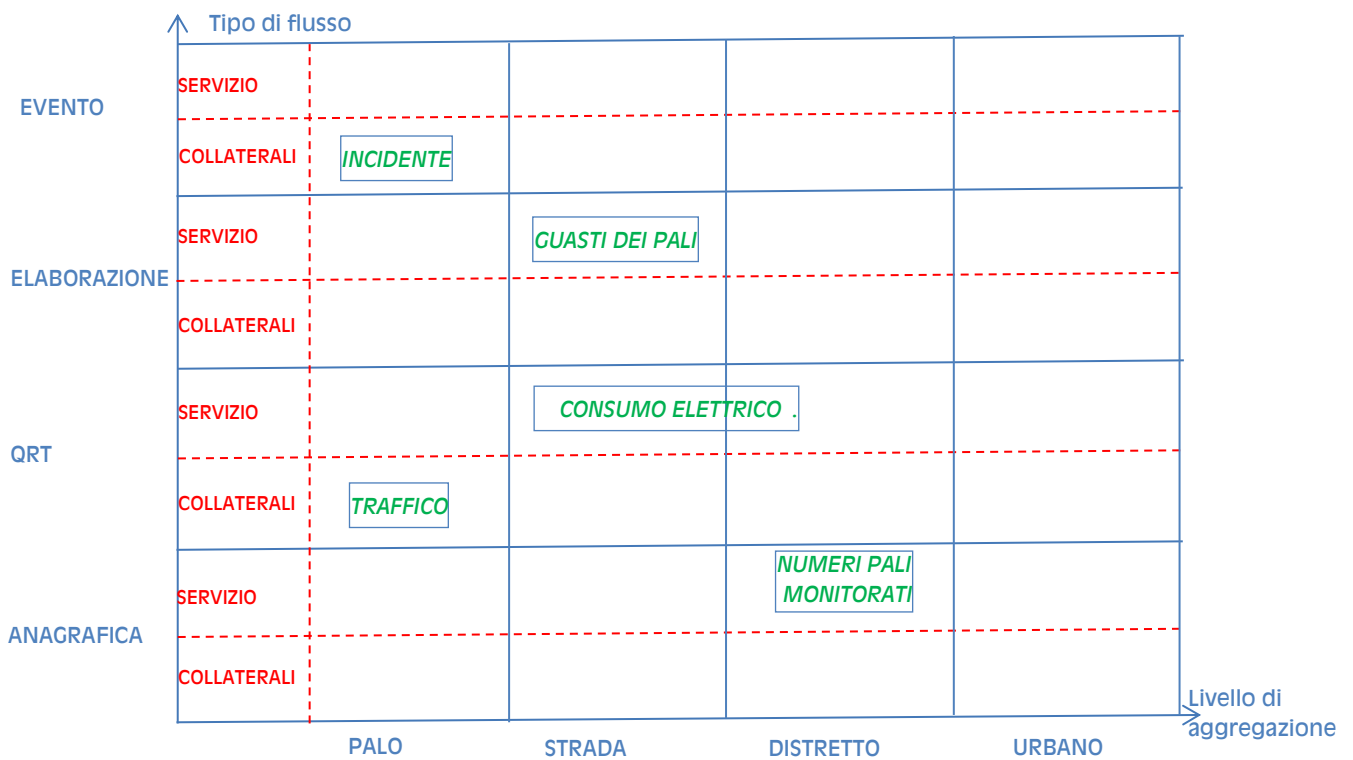 Tipo di flusso
EVENTO
SERVIZIO
COLLATERALI
INCIDENTE
ELABORAZIONE
SERVIZIO
GUASTI DEI PALI
COLLATERALI
QRT
SERVIZIO
CONSUMO ELETTRICO .
COLLATERALI
TRAFFICO
ANAGRAFICA
SERVIZIO
NUMERI PALI
MONITORATI
COLLATERALI
Livello di
aggregazione
PALO
STRADA
DISTRETTO
URBANO